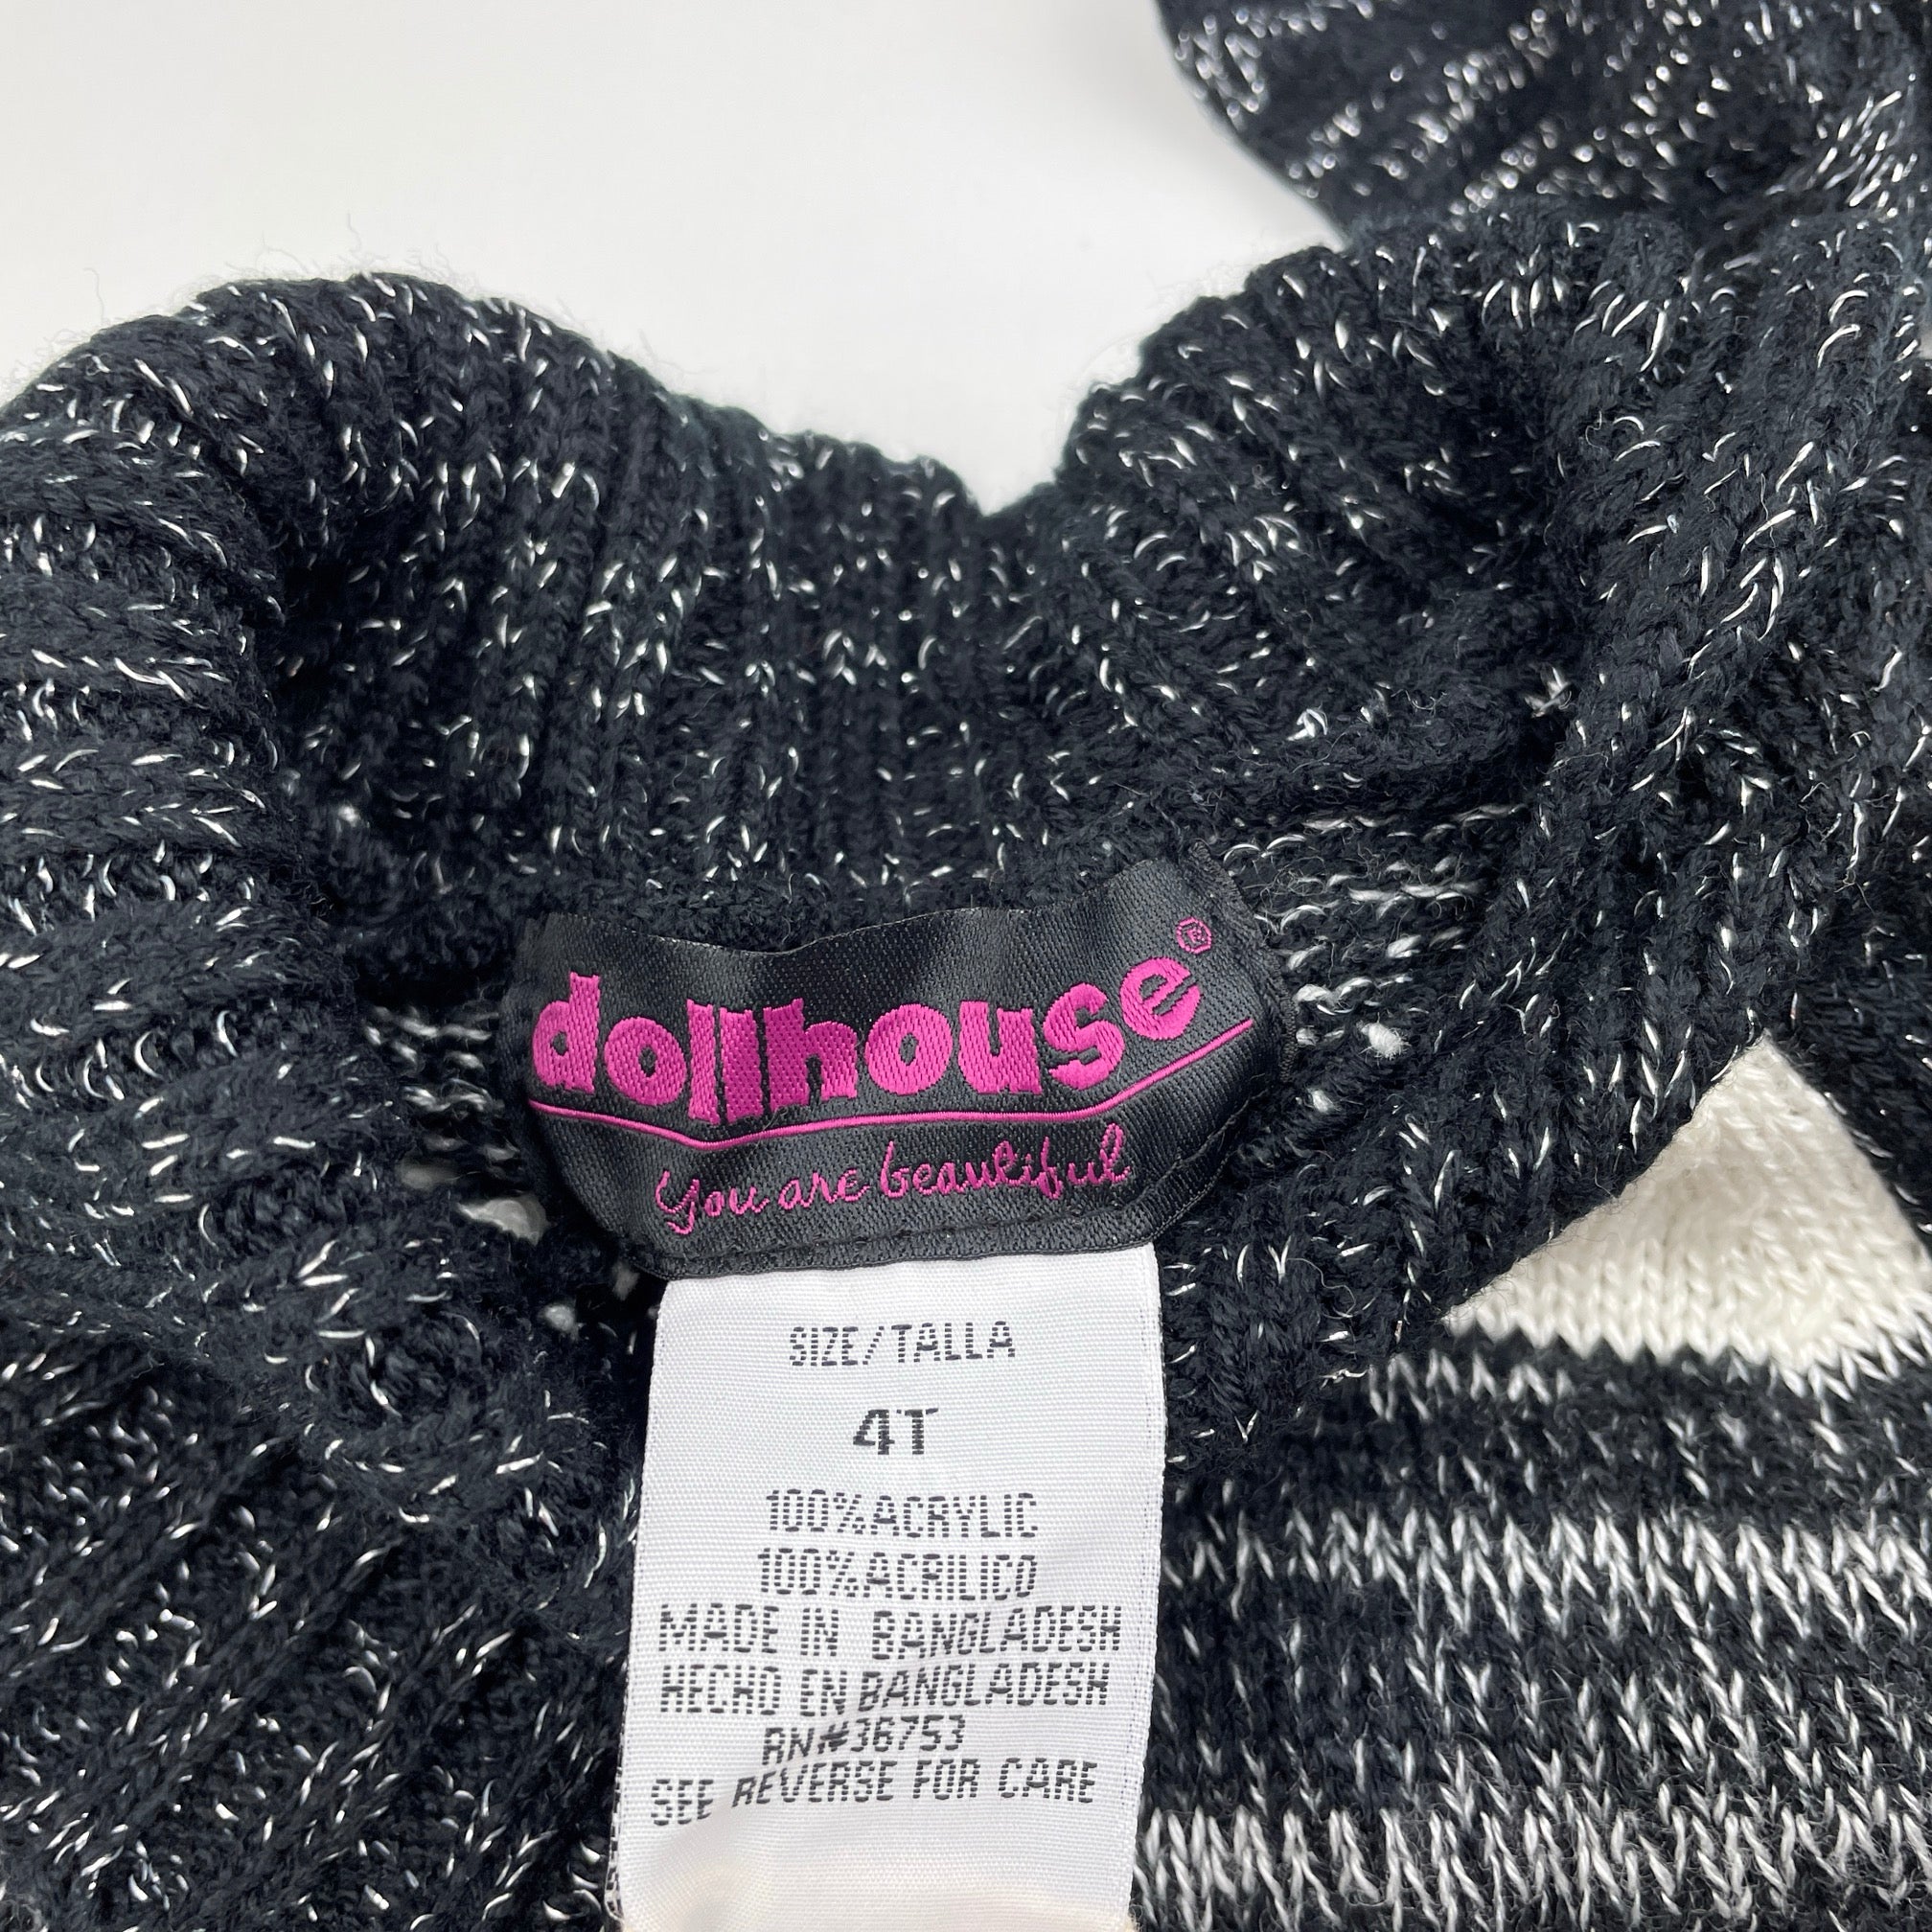 dollhouse®
You are beautiful
SIZE/TALLA
4T
100%ACRYLIC
100%ACRILICO
MADE IN BANGLADESH
HECHO EN BANGLADESH
RN#36753
SEE REVERSE FOR CARE